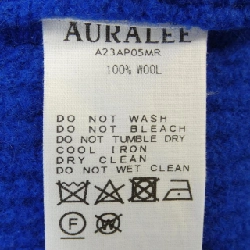 AURALEE
A23AP05MR
100% WOOL
DO NOT WASH
DO NOT BLEACH
DO NOT TUMBLE DRY
COOL IRON
DRY CLEAN
DO NOT WET CLEAN
F W